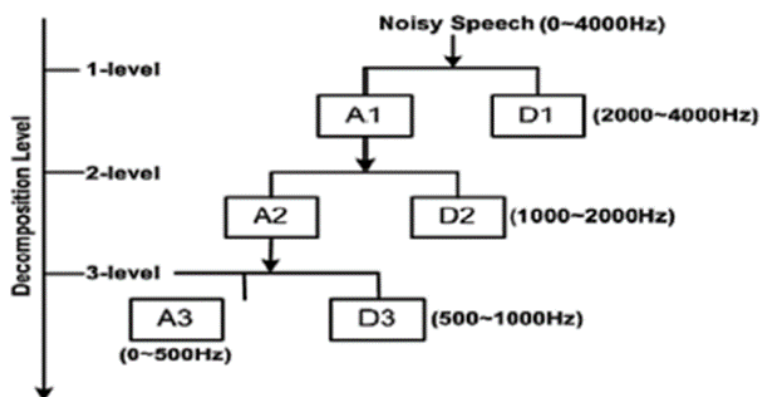 Noisy Speech (0~4000Hz)
1-level
A1
D1
(2000~4000Hz)
Decomposition Level
2-level
A2
D2
(1000~2000Hz)
3-level
A3
D3
(500~1000Hz)
(0~500Hz)